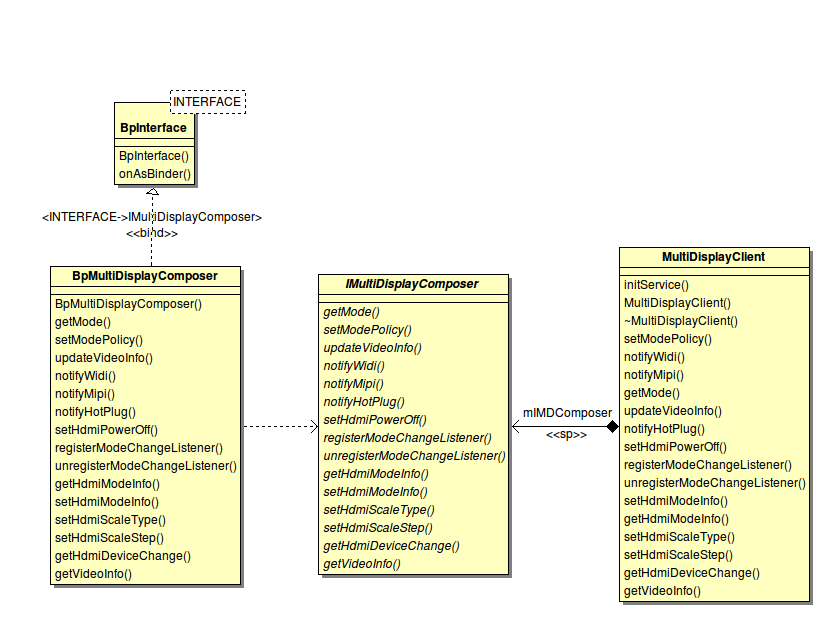 INTERFACE
BpInterface
BpInterface()
onAsBinder()
<INTERFACE->IMultiDisplayComposer>
<<bind>>
BpMultiDisplayComposer
BpMultiDisplayComposer()
getMode()
setModePolicy()
updateVideoInfo()
notifyWidi()
notifyMipi()
notifyHotPlug()
setHdmiPowerOff()
registerModeChangeListener()
unregisterModeChangeListener()
getHdmiModeInfo()
setHdmiModeInfo()
setHdmiScaleType()
setHdmiScaleStep()
getHdmiDeviceChange()
getVideoInfo()
IMultiDisplayComposer
getMode()
setModePolicy()
updateVideoInfo()
notifyWidi()
notifyMipi()
notifyHotPlug()
setHdmiPowerOff()
registerModeChangeListener()
unregisterModeChangeListener()
getHdmiModeInfo()
setHdmiModeInfo()
setHdmiScaleType()
setHdmiScaleStep()
getHdmiDeviceChange()
getVideoInfo()
mIMDComposer
<<sp>>
MultiDisplayClient
initService()
MultiDisplayClient()
~MultiDisplayClient()
setModePolicy()
notifyWidi()
notifyMipi()
getMode()
updateVideoInfo()
notifyHotPlug()
setHdmiPowerOff()
registerModeChangeListener()
unregisterModeChangeListener()
setHdmiModeInfo()
getHdmiModeInfo()
setHdmiScaleType()
setHdmiScaleStep()
getHdmiDeviceChange()
getVideoInfo()